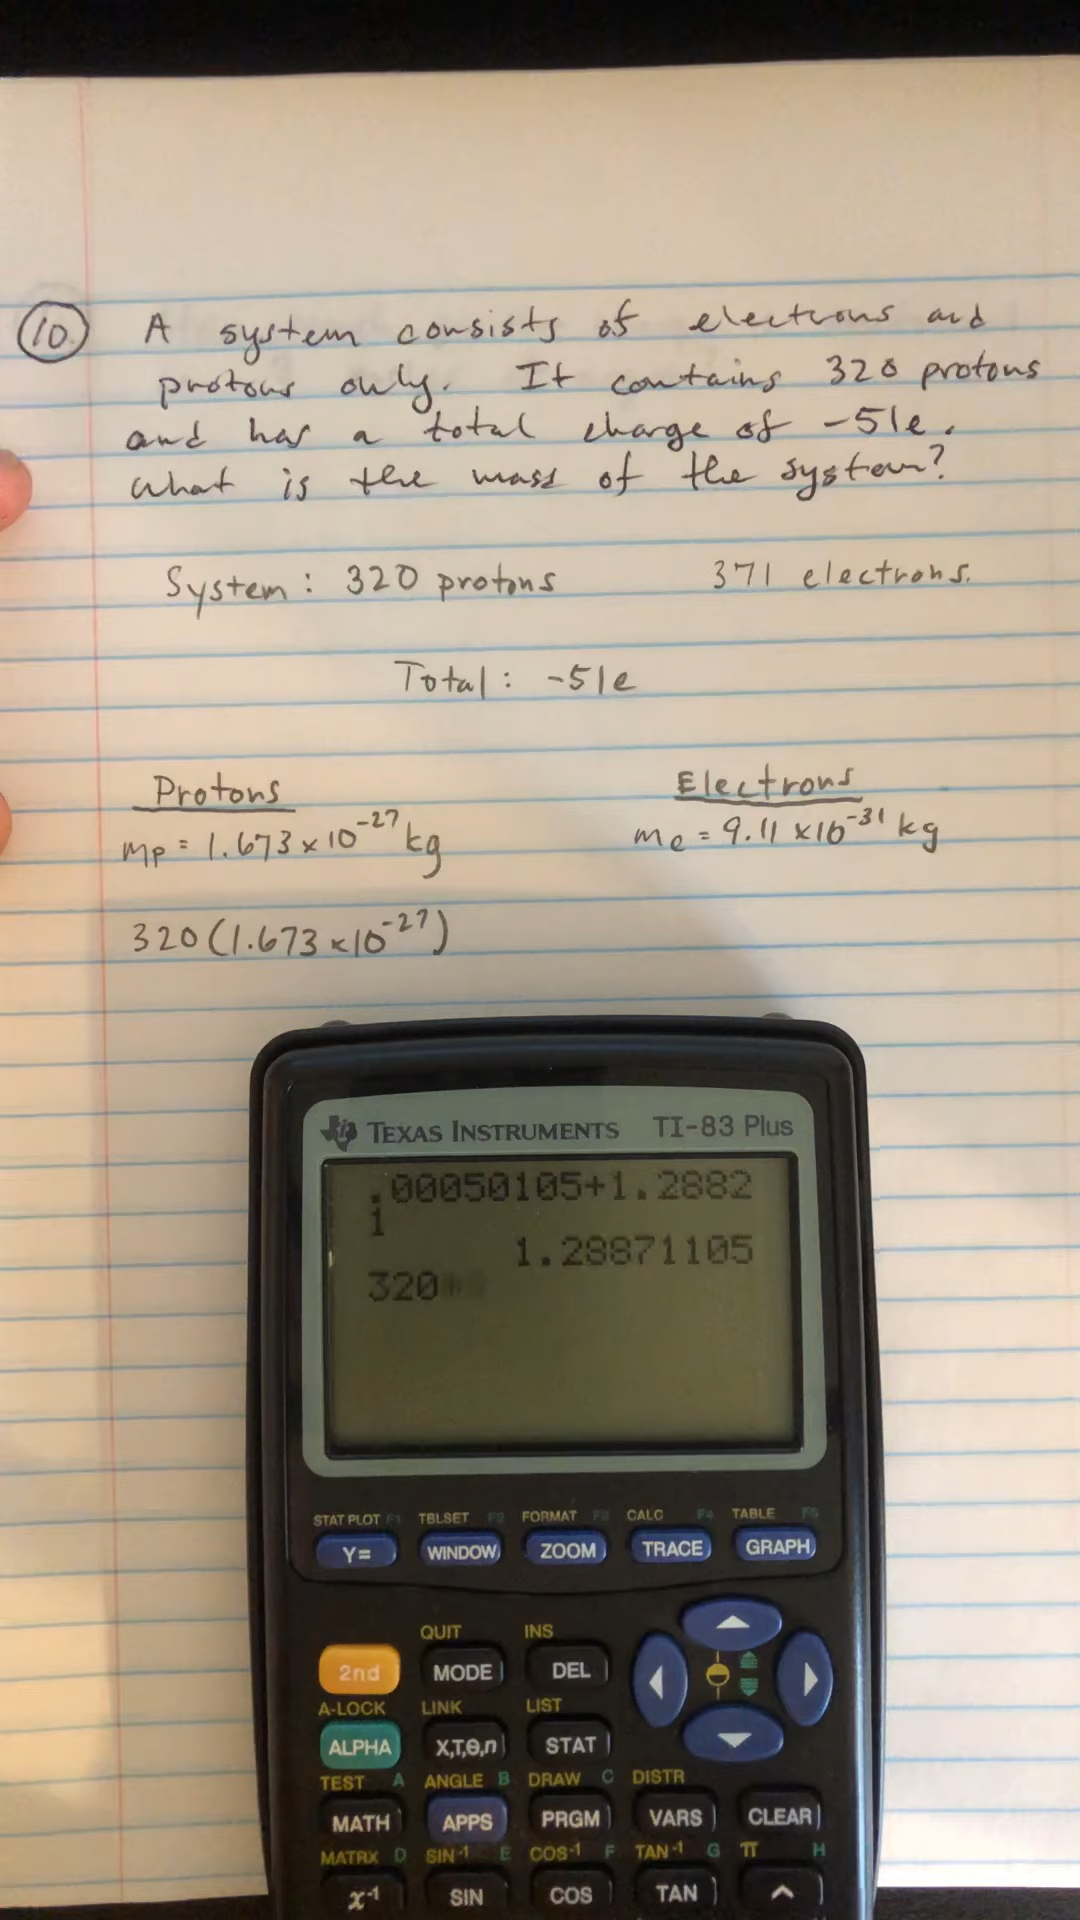 10. A system consists of electrons and
protons only. It contains 320 protons
and has a total charge of -51e.
What is the mass of the system?
System: 320 protons 371 electrons.
Total: -51e
Protons Electrons
mp = 1.673 x 10^-27 kg me = 9.11 x 10^-31 kg
320 (1.673 x 10^-27)
TEXAS INSTRUMENTS TI-83 Plus
.00050105+1.2882
1
1.28871105
320*
STAT PLOT F1 TBLSET F2 FORMAT F3 CALC F4 TABLE F5
Y= WINDOW ZOOM TRACE GRAPH
QUIT INS
2nd MODE DEL
A-LOCK LINK LIST
ALPHA X,T,θ,n STAT
TEST A ANGLE B DRAW C DISTR
MATH APPS PRGM VARS CLEAR
MATRX D SIN-1 E COS-1 F TAN-1 G π H
x-1 SIN COS TAN ^